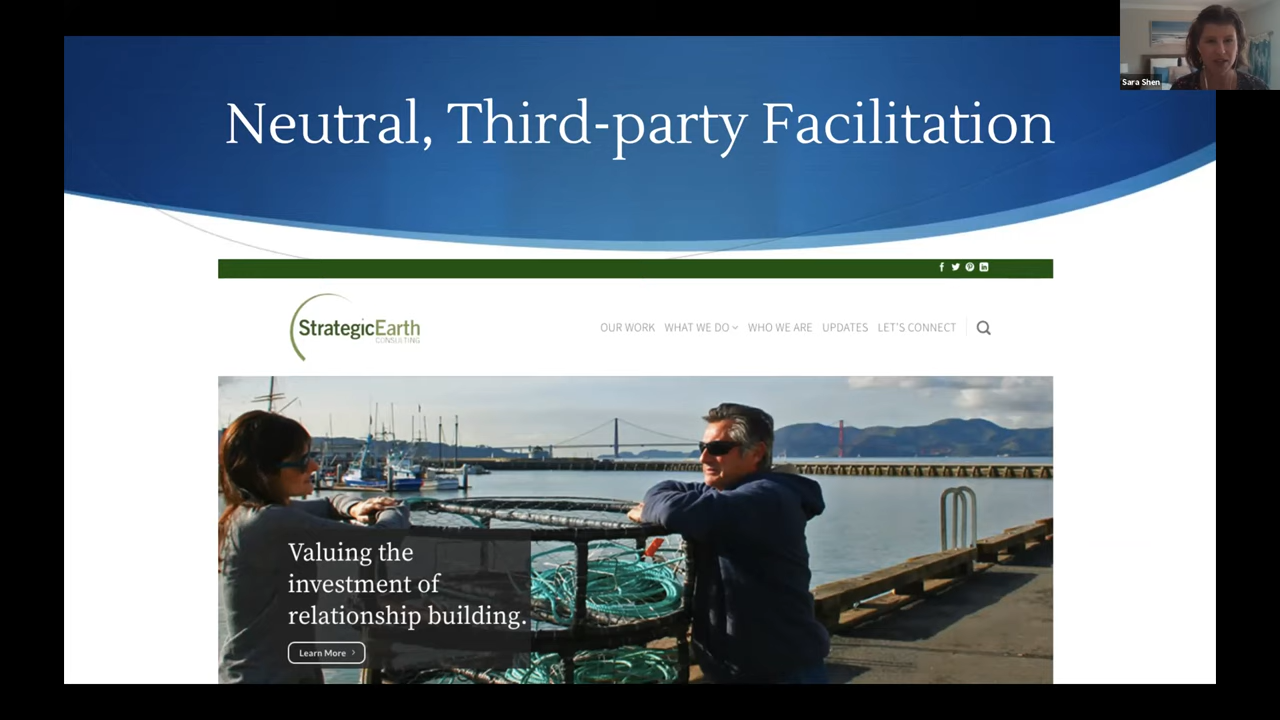 Neutral, Third-party Facilitation
Sara Shen
StrategicEarth
CONSULTING
OUR WORK WHAT WE DO WHO WE ARE UPDATES LET'S CONNECT
Valuing the
investment of
relationship building.
Learn More